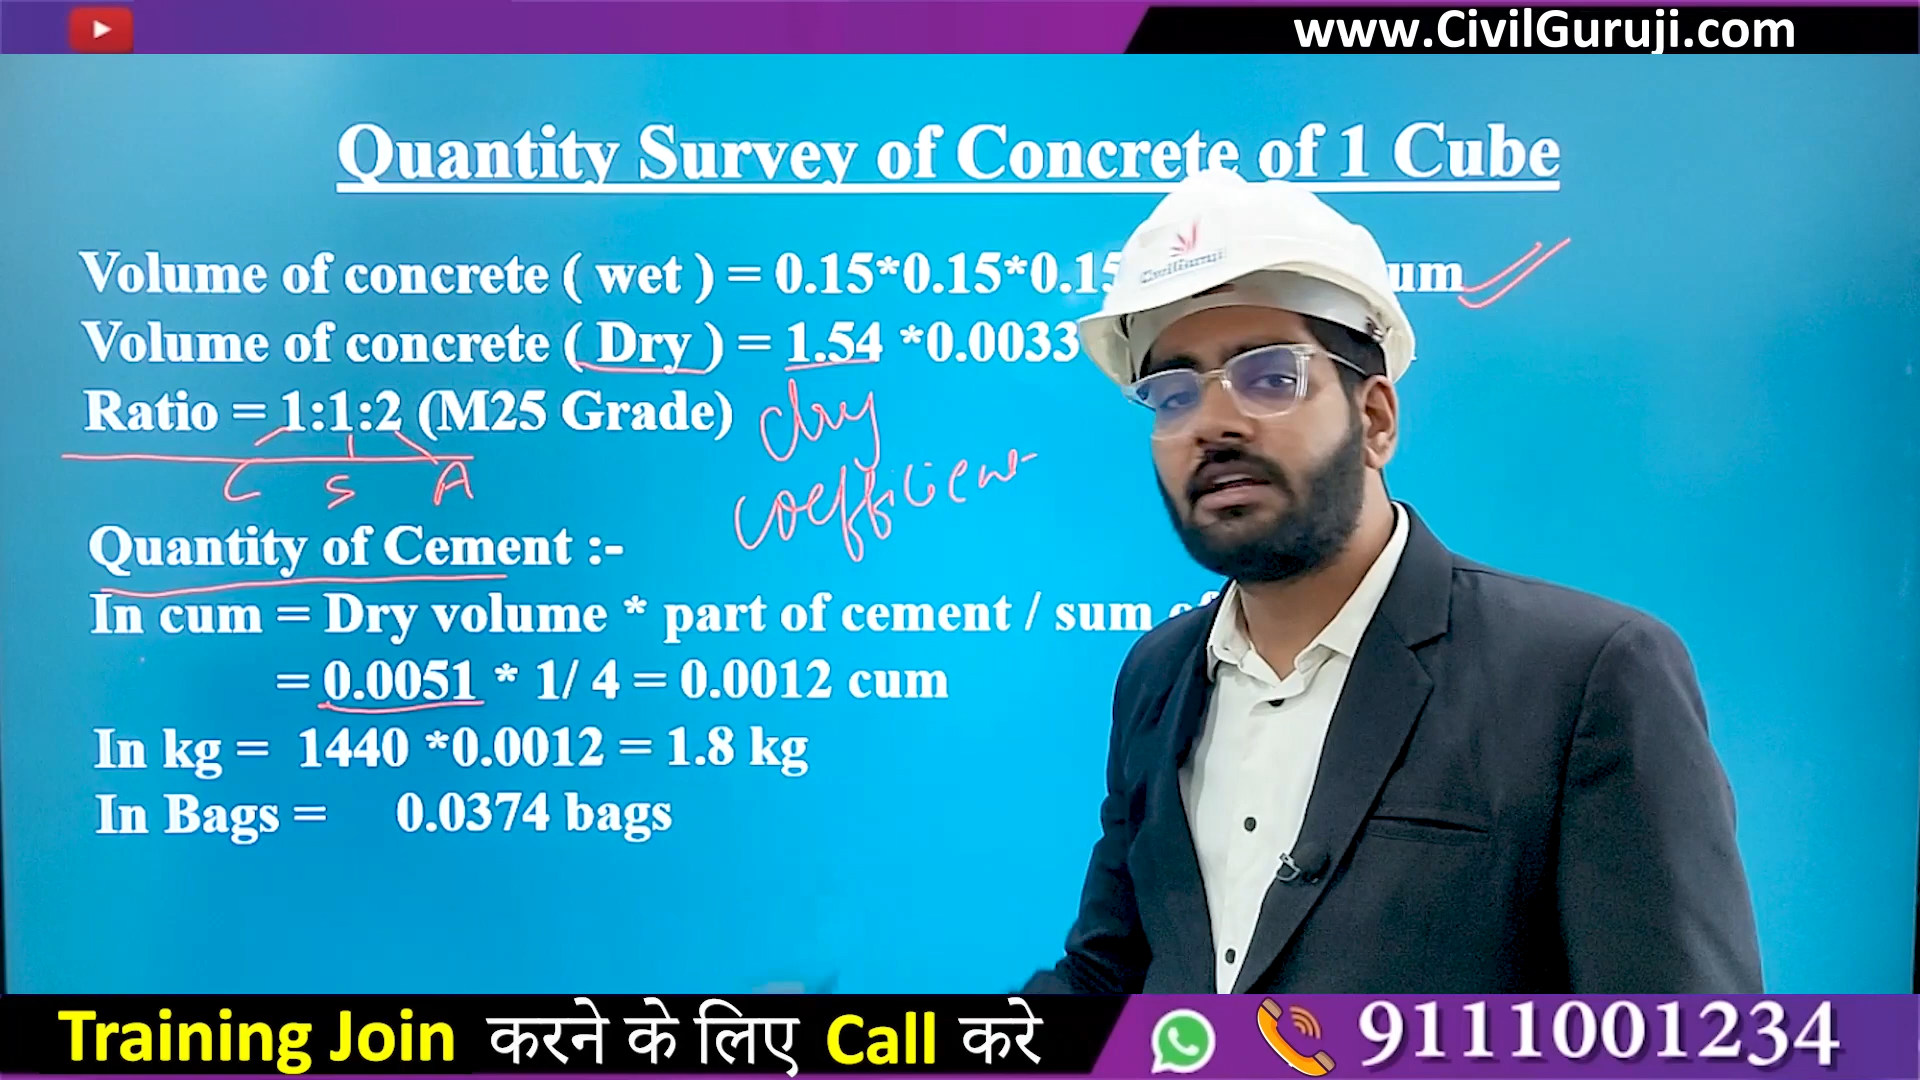 www.CivilGuruji.com
Quantity Survey of Concrete of 1 Cube
Volume of concrete ( wet ) = 0.15*0.15*0.15 um
Volume of concrete ( Dry ) = 1.54 *0.0033
Ratio = 1:1:2 (M25 Grade)
dry
C S A
coefficient
Quantity of Cement :-
In cum = Dry volume * part of cement / sum of
= 0.0051 * 1/ 4 = 0.0012 cum
In kg = 1440 *0.0012 = 1.8 kg
In Bags = 0.0374 bags
CivilGuruji
Training Join करने के लिए Call करे
9111001234